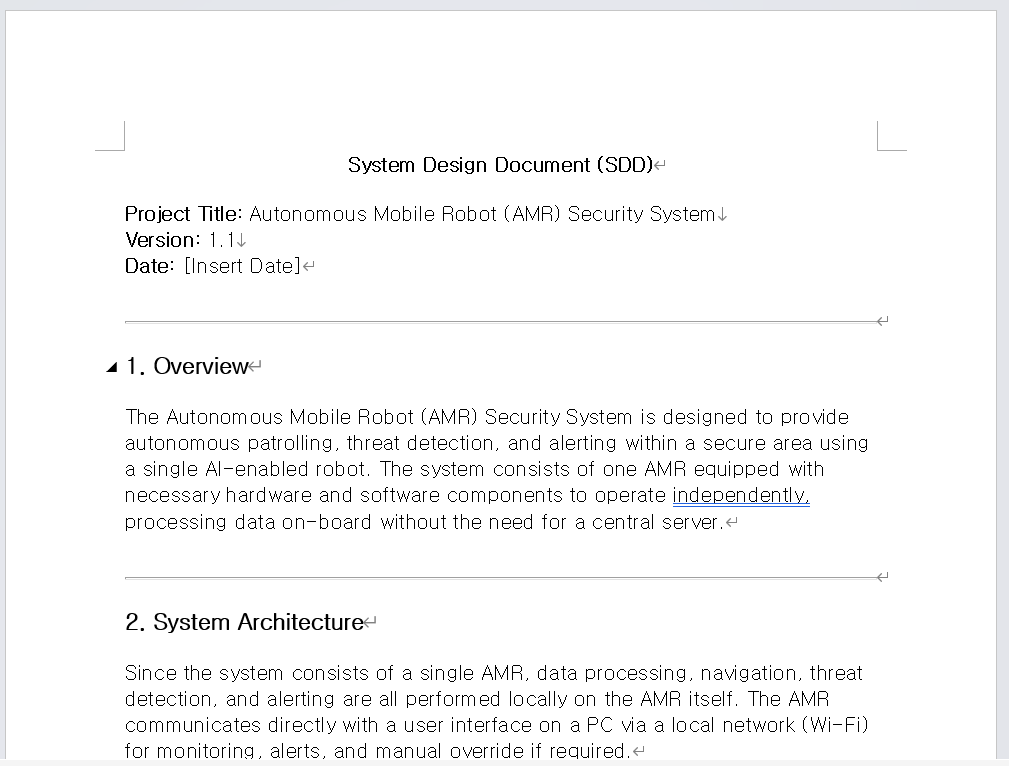 System Design Document (SDD)
Project Title: Autonomous Mobile Robot (AMR) Security System
Version: 1.1
Date: [Insert Date]
1. Overview
The Autonomous Mobile Robot (AMR) Security System is designed to provide
autonomous patrolling, threat detection, and alerting within a secure area using
a single AI-enabled robot. The system consists of one AMR equipped with
necessary hardware and software components to operate independently,
processing data on-board without the need for a central server.
2. System Architecture
Since the system consists of a single AMR, data processing, navigation, threat
detection, and alerting are all performed locally on the AMR itself. The AMR
communicates directly with a user interface on a PC via a local network (Wi-Fi)
for monitoring, alerts, and manual override if required.